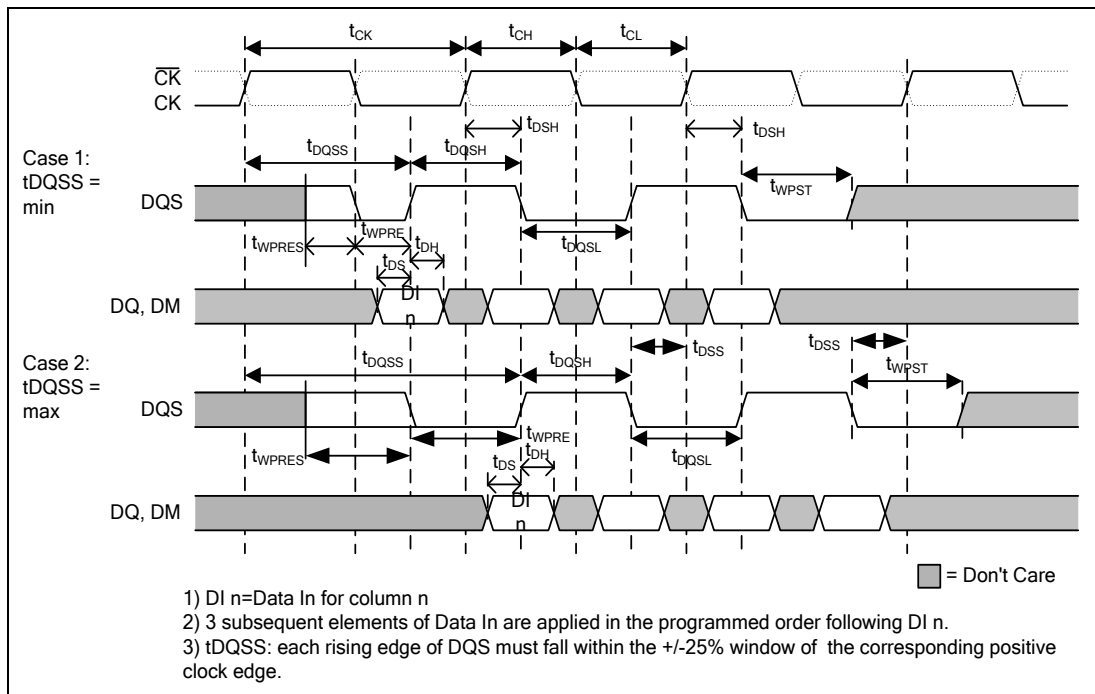 tCK tCH tCL
C̅K̅
CK
tDSH tDSH
Case 1:
tDQSS =
min
tDQSS tDQSH
DQS
tWPST
tWPRES tWPRE tDQSL
tDS tDH
DQ, DM
DI
n
tDSS tDSS
Case 2:
tDQSS =
max
tDQSS tDQSH
tWPST
DQS
tWPRES tWPRE tDQSL
tDS tDH
DQ, DM
DI
n
= Don't Care
1) DI n=Data In for column n
2) 3 subsequent elements of Data In are applied in the programmed order following DI n.
3) tDQSS: each rising edge of DQS must fall within the +/-25% window of the corresponding positive
clock edge.